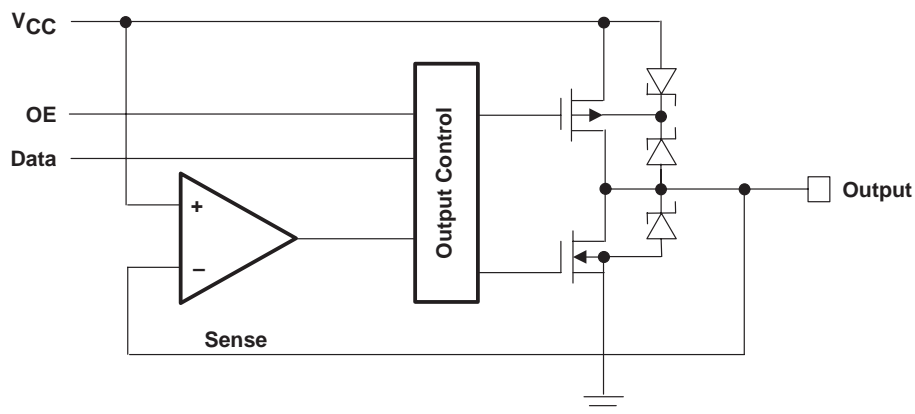 VCC
OE
Data
Output Control
+
−
Output
Sense